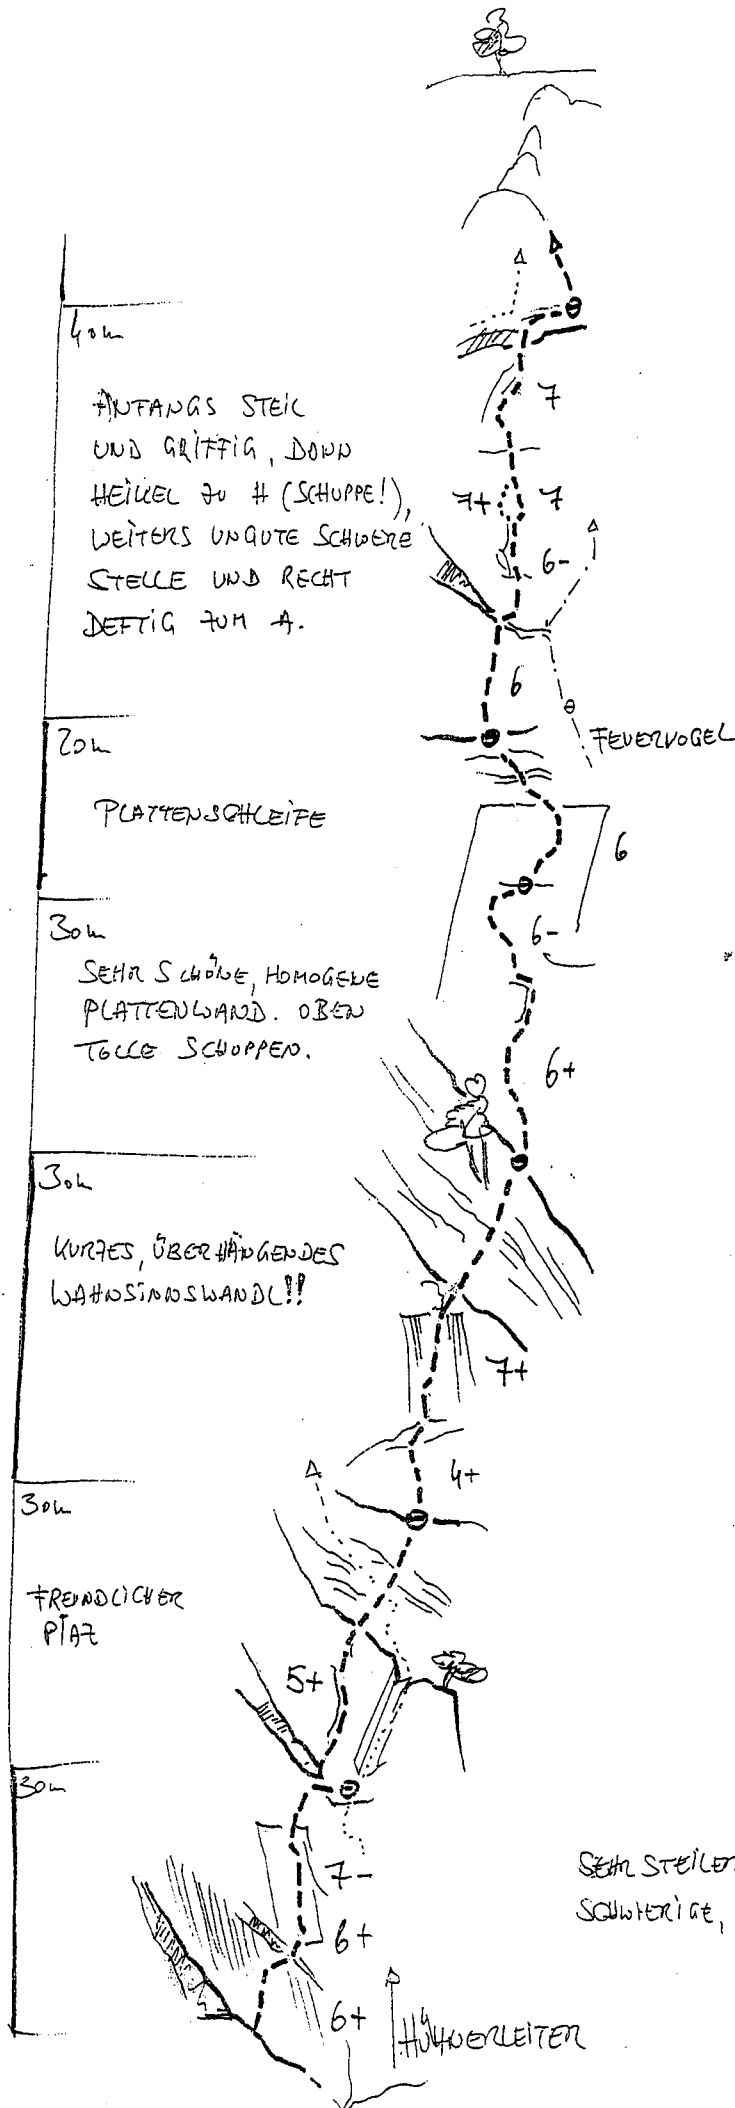 40m
ANFANGS STEIL
UND GRIFFIG, DANN
HEIKEL ZU H (SCHUPPE!),
WEITERS UNGUTE SCHWERE
STELLE UND RECHT
DEFTIG ZUM A.
7
7+ 7
6-
6
FEUERVOGEL
20m
PLATTENSCHLEIFE
6
30m
6-
SEHR SCHÖNE, HOMOGENE
PLATTENWAND. OBEN
TOLLE SCHUPPEN.
6+
30m
KURZES, ÜBERHÄNGENDES
WAHNSINNSWANDL!!
7+
4+
30m
FREUNDLICHER
PIAZ
5+
30m
7-
SEHR STEILER
SCHWIERIGE,
6+
6+
HÜHNERLEITER